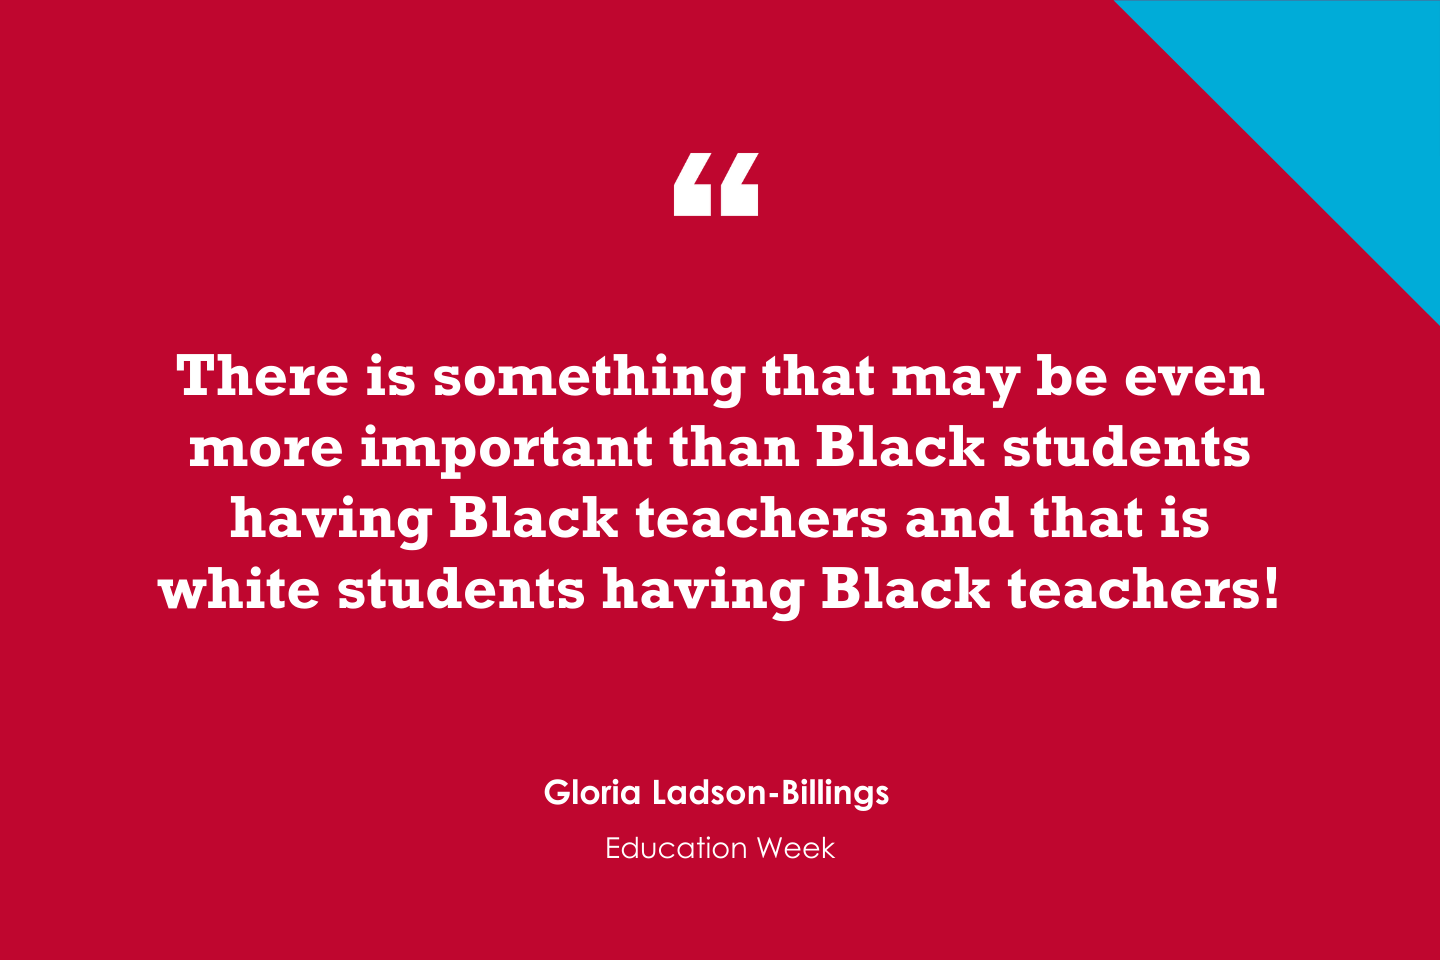 “
There is something that may be even
more important than Black students
having Black teachers and that is
white students having Black teachers!
Gloria Ladson-Billings
Education Week